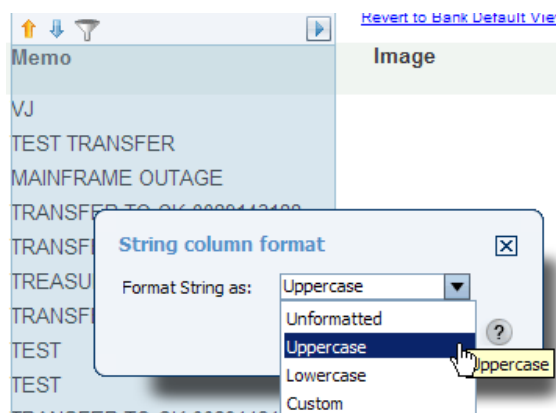 Revert to Bank Default Vie
Memo
Image
VJ
TEST TRANSFER
MAINFRAME OUTAGE
TRANSFER TO CK
TRANSF
TREASU
TRANSF
TEST
TEST
String column format
Format String as:
Uppercase
Unformatted
Uppercase
Lowercase
Custom
?
Uppercase